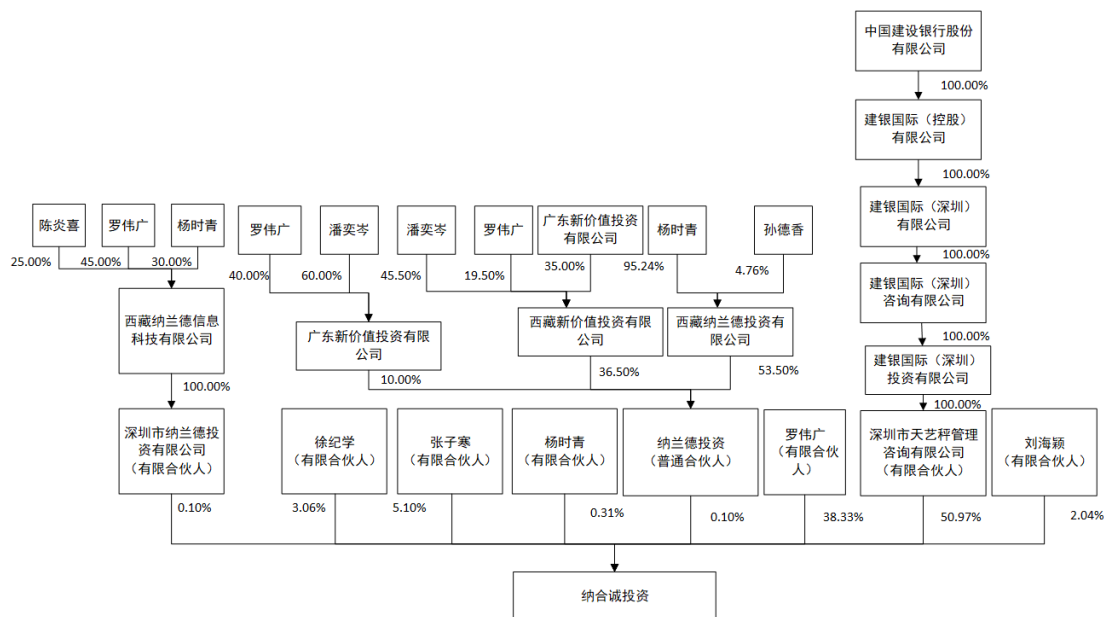 中国建设银行股份
有限公司
100.00%
建银国际（控股）
有限公司
100.00%
建银国际（深圳）
有限公司
100.00%
建银国际（深圳）
咨询有限公司
100.00%
建银国际（深圳）
投资有限公司
100.00%
陈炎喜
罗伟广
杨时青
25.00%
45.00%
30.00%
西藏纳兰德信息
科技有限公司
100.00%
罗伟广
潘奕岑
40.00%
60.00%
广东新价值投资有限公
司
10.00%
潘奕岑
罗伟广
广东新价值投资
有限公司
45.50%
19.50%
35.00%
西藏新价值投资有限公
司
36.50%
杨时青
孙德香
95.24%
4.76%
西藏纳兰德投资有
限公司
53.50%
深圳市纳兰德投
资有限公司
（有限合伙人）
徐纪学
（有限合伙人）
张子寒
（有限合伙人）
杨时青
（有限合伙人）
纳兰德投资
（普通合伙人）
罗伟广
（有限合伙
人）
深圳市天艺秤管理
咨询有限公司
（有限合伙人）
刘海颖
（有限合伙人）
0.10%
3.06%
5.10%
0.31%
0.10%
38.33%
50.97%
2.04%
纳合诚投资